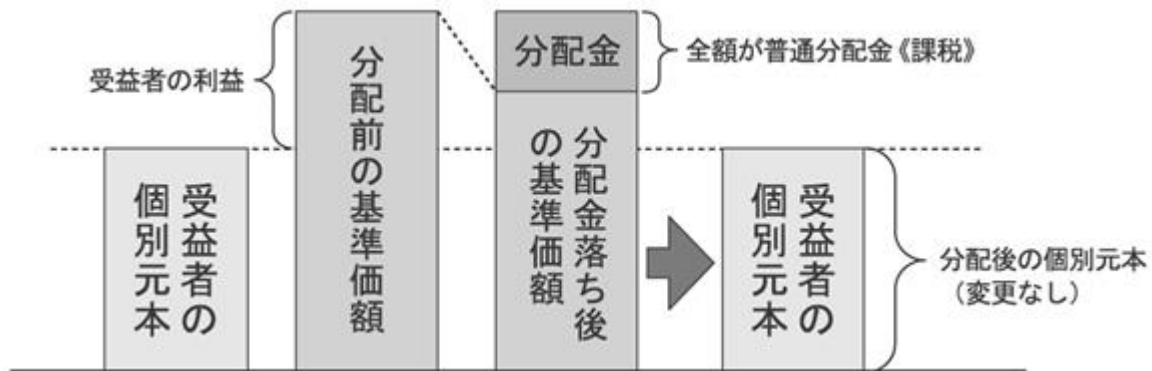 受益者の利益
受益者の
個別元本
分配前の基準価額
分配金
全額が普通分配金《課税》
分配金落ち後
の基準価額
受益者の
個別元本
分配後の個別元本
（変更なし）